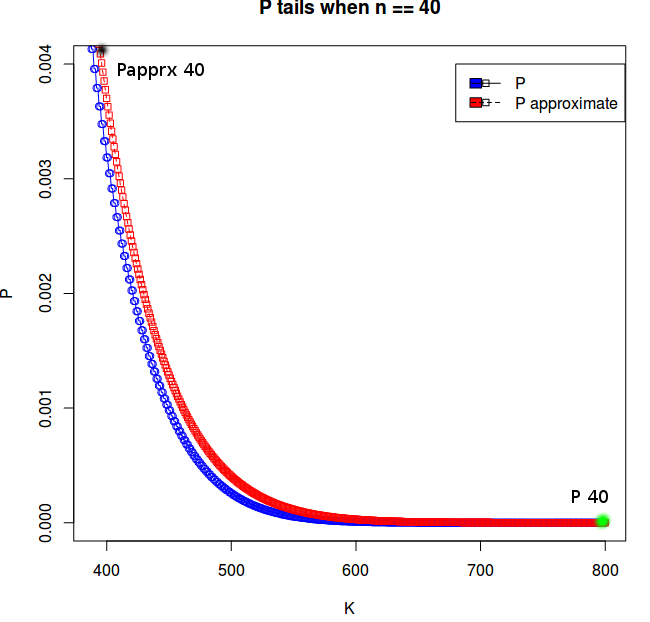 P tails when n == 40
0.004
Papprx 40
P
P approximate
0.003
0.002
P
0.001
P 40
0.000
400
500
600
700
800
K